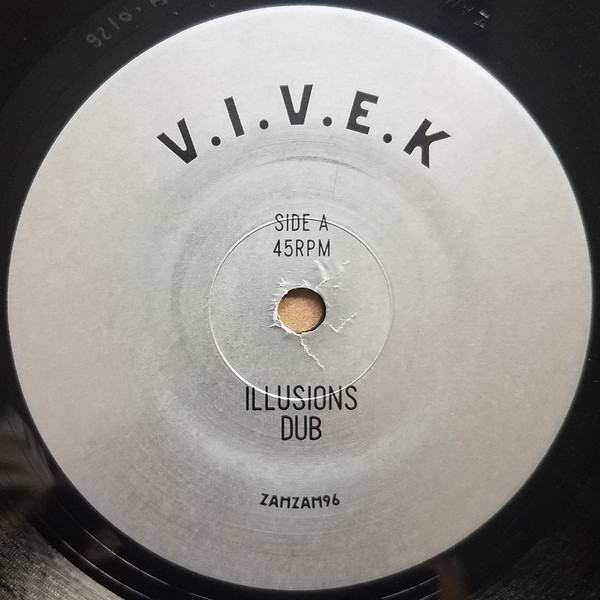 V.I.V.E.K
SIDE A
45RPM
ILLUSIONS
DUB
ZAMZAM96